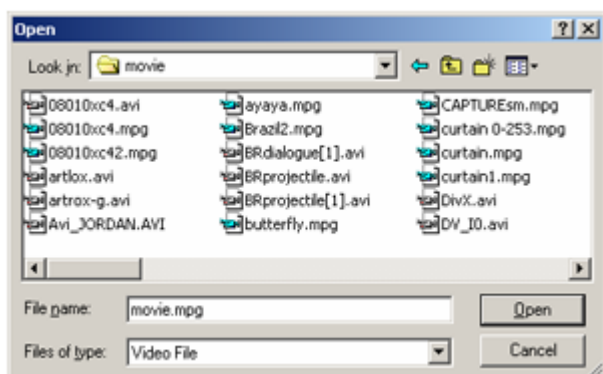 Open
Look in: movie
08010xc4.avi
08010xc4.mpg
08010xc42.mpg
artlox.avi
artrox-g.avi
Avi_JORDAN.AVI
ayaya.mpg
Brazil2.mpg
BRdialogue[1].avi
BRprojectile.avi
BRprojectile[1].avi
butterfly.mpg
CAPTUREsm.mpg
curtain 0-253.mpg
curtain.mpg
curtain1.mpg
DivX.avi
DV_I0.avi
File name: movie.mpg Open
Files of type: Video File Cancel